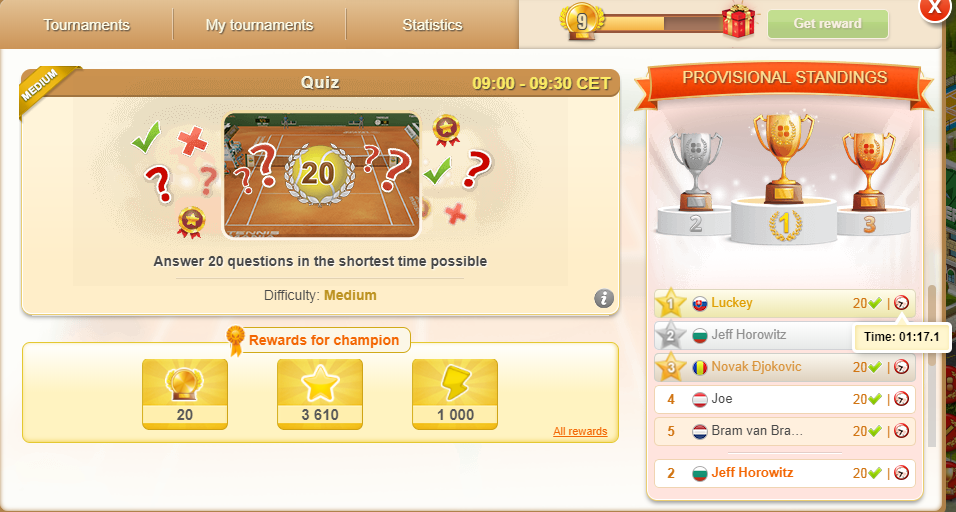 Tournaments
My tournaments
Statistics
9
Get reward
X
MEDIUM
Quiz
09:00 - 09:30 CET
20
Answer 20 questions in the shortest time possible
Difficulty: Medium
i
Rewards for champion
20
3 610
1 000
All rewards
PROVISIONAL STANDINGS
2
1
3
1 Luckey 20 |
2 Jeff Horowitz
Time: 01:17.1
3 Novak Djokovic 20 |
4 Joe 20 |
5 Bram van Bra... 20 |
2 Jeff Horowitz 20 |